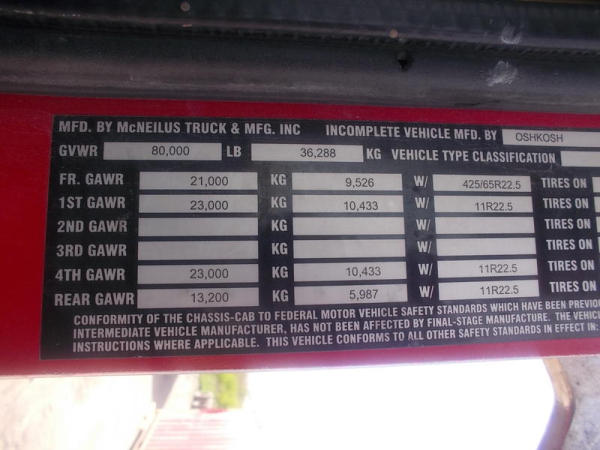 MFD. BY McNEILUS TRUCK & MFG. INC INCOMPLETE VEHICLE MFD. BY OSHKOSH
GVWR 80,000 LB 36,288 KG VEHICLE TYPE CLASSIFICATION
FR. GAWR 21,000 KG 9,526 W/ 425/65R22.5 TIRES ON
1ST GAWR 23,000 KG 10,433 W/ 11R22.5 TIRES ON
2ND GAWR KG W/ TIRES ON
3RD GAWR KG W/ TIRES ON
4TH GAWR 23,000 KG 10,433 W/ 11R22.5 TIRES ON
REAR GAWR 13,200 KG 5,987 W/ 11R22.5 TIRES ON
CONFORMITY OF THE CHASSIS-CAB TO FEDERAL MOTOR VEHICLE SAFETY STANDARDS WHICH HAVE BEEN PREVIOU
INTERMEDIATE VEHICLE MANUFACTURER, HAS NOT BEEN AFFECTED BY FINAL-STAGE MANUFACTURE. THE VEHICL
INSTRUCTIONS WHERE APPLICABLE. THIS VEHICLE CONFORMS TO ALL OTHER SAFETY STANDARDS IN EFFECT IN: